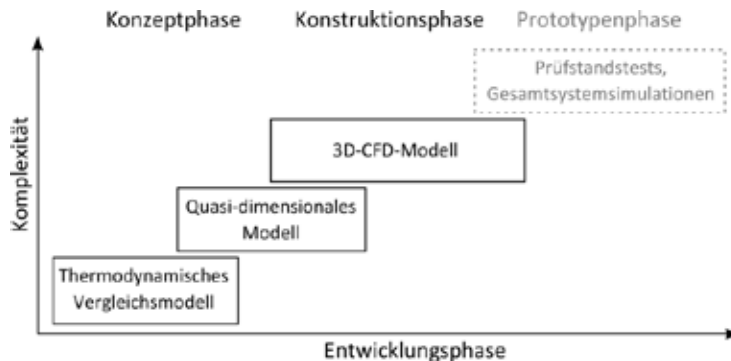 Konzeptphase Konstruktionsphase Prototypenphase
Prüfstandstests,
Gesamtsystemsimulationen
3D-CFD-Modell
Quasi-dimensionales
Modell
Thermodynamisches
Vergleichsmodell
Komplexität
Entwicklungsphase